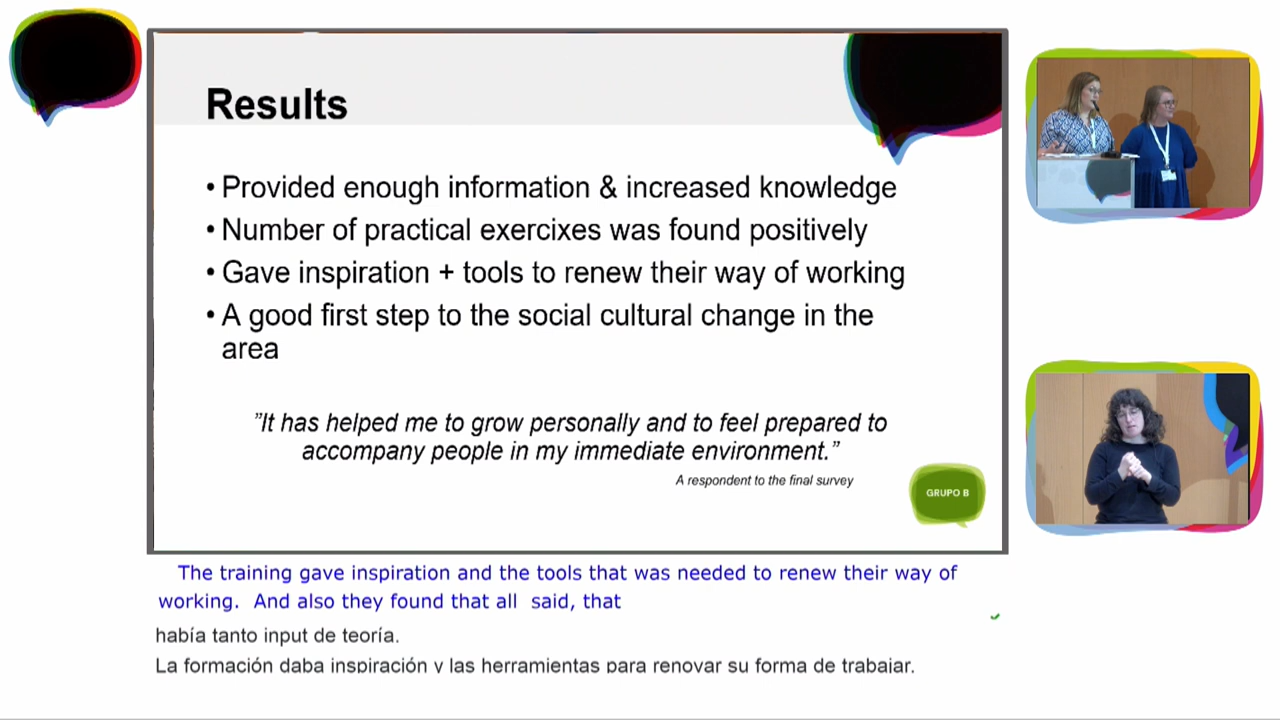 Results
• Provided enough information & increased knowledge
• Number of practical exercixes was found positively
• Gave inspiration + tools to renew their way of working
• A good first step to the social cultural change in the
area
”It has helped me to grow personally and to feel prepared to
accompany people in my immediate environment.”
A respondent to the final survey
GRUPO B
The training gave inspiration and the tools that was needed to renew their way of
working. And also they found that all said, that
había tanto input de teoría.
La formación daba inspiración y las herramientas para renovar su forma de trabajar.